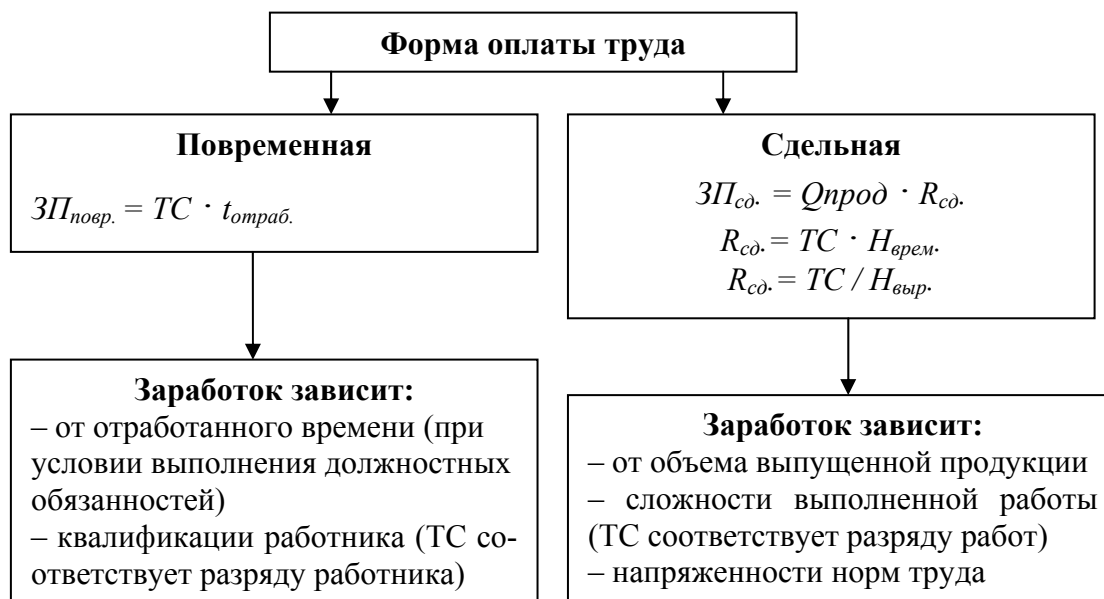 Форма оплаты труда
Повременная
ЗПповр. = ТС · tотраб.
Сдельная
ЗПсд. = Qпрод · Rсд.
Rсд. = ТС · Нврем.
Rсд. = ТС / Нвыр.
Заработок зависит:
– от отработанного времени (при
условии выполнения должностных
обязанностей)
– квалификации работника (ТС со-
ответствует разряду работника)
Заработок зависит:
– от объема выпущенной продукции
– сложности выполненной работы
(ТС соответствует разряду работ)
– напряженности норм труда